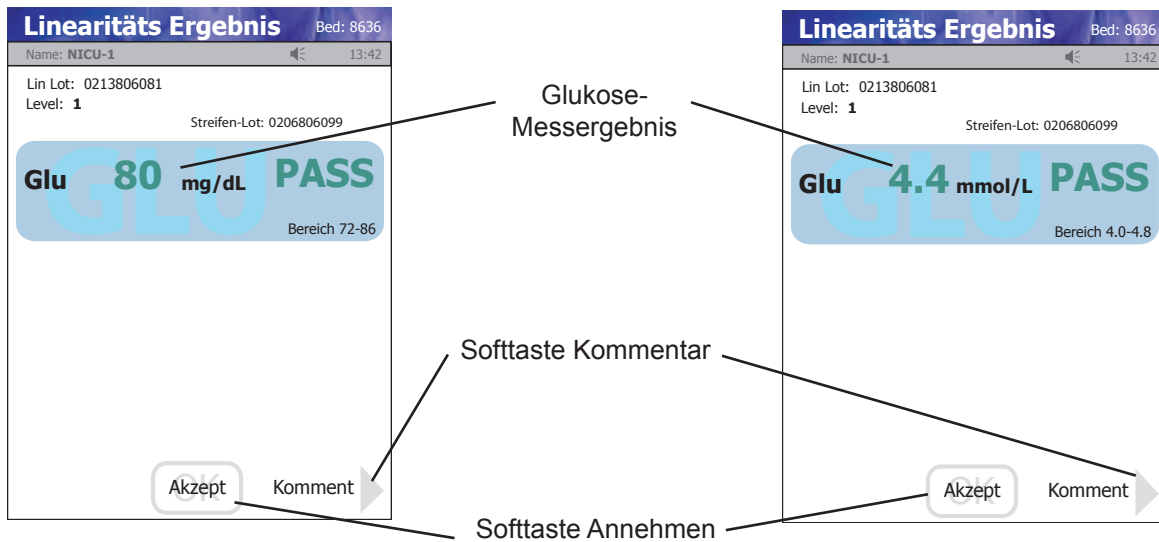 Linearitäts Ergebnis Bed: 8636
Name: NICU-1 13:42
Lin Lot: 0213806081
Level: 1
Streifen-Lot: 0206806099
GLU
Glu 80 mg/dL PASS
Bereich 72-86
OK
Akzept Komment
Glukose-
Messergebnis
Softtaste Kommentar
Softtaste Annehmen
Linearitäts Ergebnis Bed: 8636
Name: NICU-1 13:42
Lin Lot: 0213806081
Level: 1
Streifen-Lot: 0206806099
GLU
Glu 4.4 mmol/L PASS
Bereich 4.0-4.8
OK
Akzept Komment